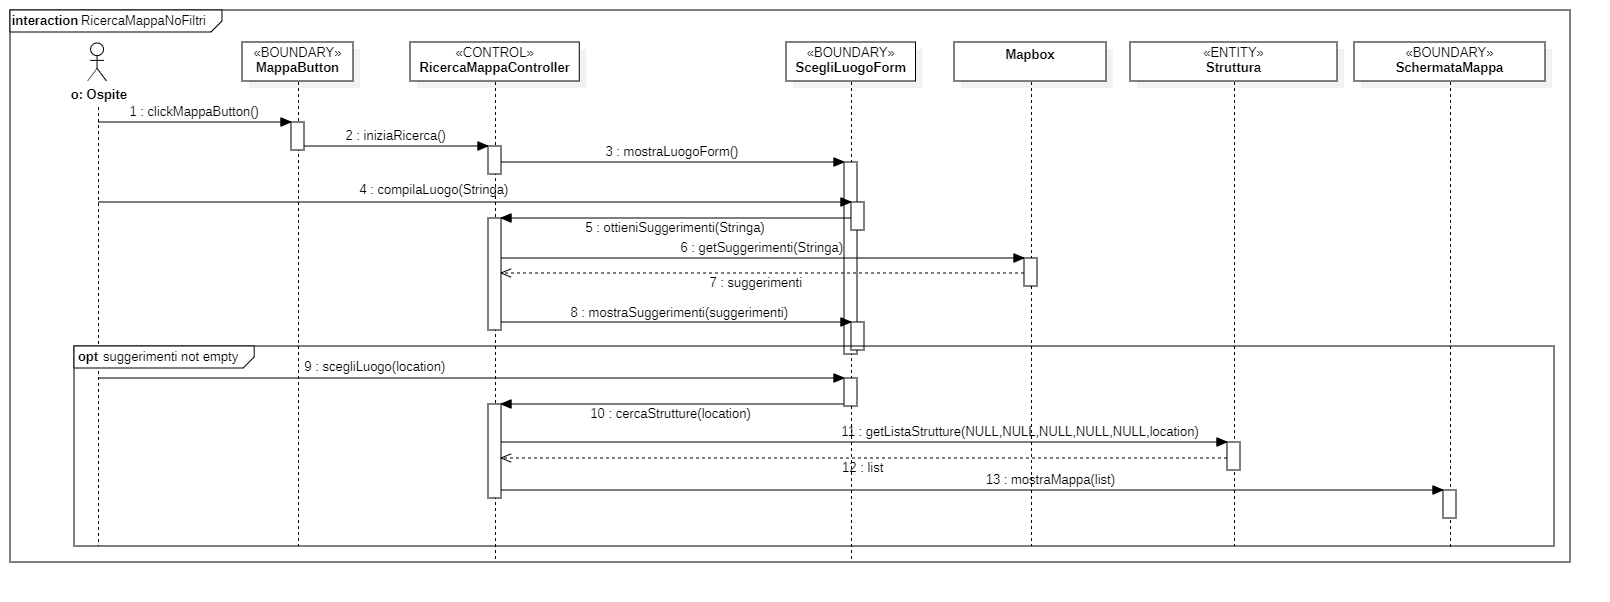 interaction RicercaMappaNoFiltri
o: Ospite
«BOUNDARY»
MappaButton
«CONTROL»
RicercaMappaController
«BOUNDARY»
ScegliLuogoForm
Mapbox
«ENTITY»
Struttura
«BOUNDARY»
SchermataMappa
1 : clickMappaButton()
2 : iniziaRicerca()
3 : mostraLuogoForm()
4 : compilaLuogo(Stringa)
5 : ottieniSuggerimenti(Stringa)
6 : getSuggerimenti(Stringa)
7 : suggerimenti
8 : mostraSuggerimenti(suggerimenti)
opt suggerimenti not empty
9 : scegliLuogo(location)
10 : cercaStrutture(location)
11 : getListaStrutture(NULL,NULL,NULL,NULL,NULL,location)
12 : list
13 : mostraMappa(list)